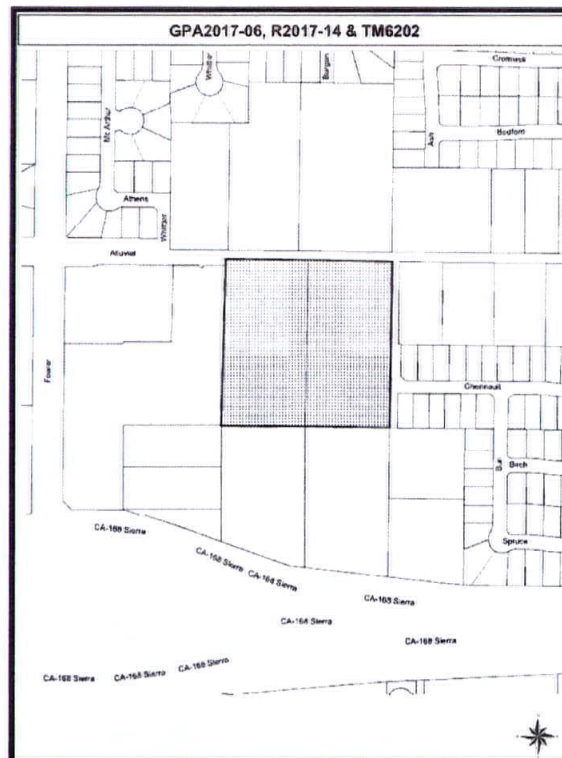 GPA2017-06, R2017-14 & TM6202
Whittier
Burgan
Cromwell
Mc Arthur
Ash
Bedford
Athens
Whittier
Alluvial
Fowler
Chennault
Burl
Birch
Spruce
CA-168 Sierra
CA-168 Sierra
CA-168 Sierra
CA-168 Sierra
CA-168 Sierra
CA-168 Sierra
CA-168 Sierra
CA-168 Sierra
CA-168 Sierra